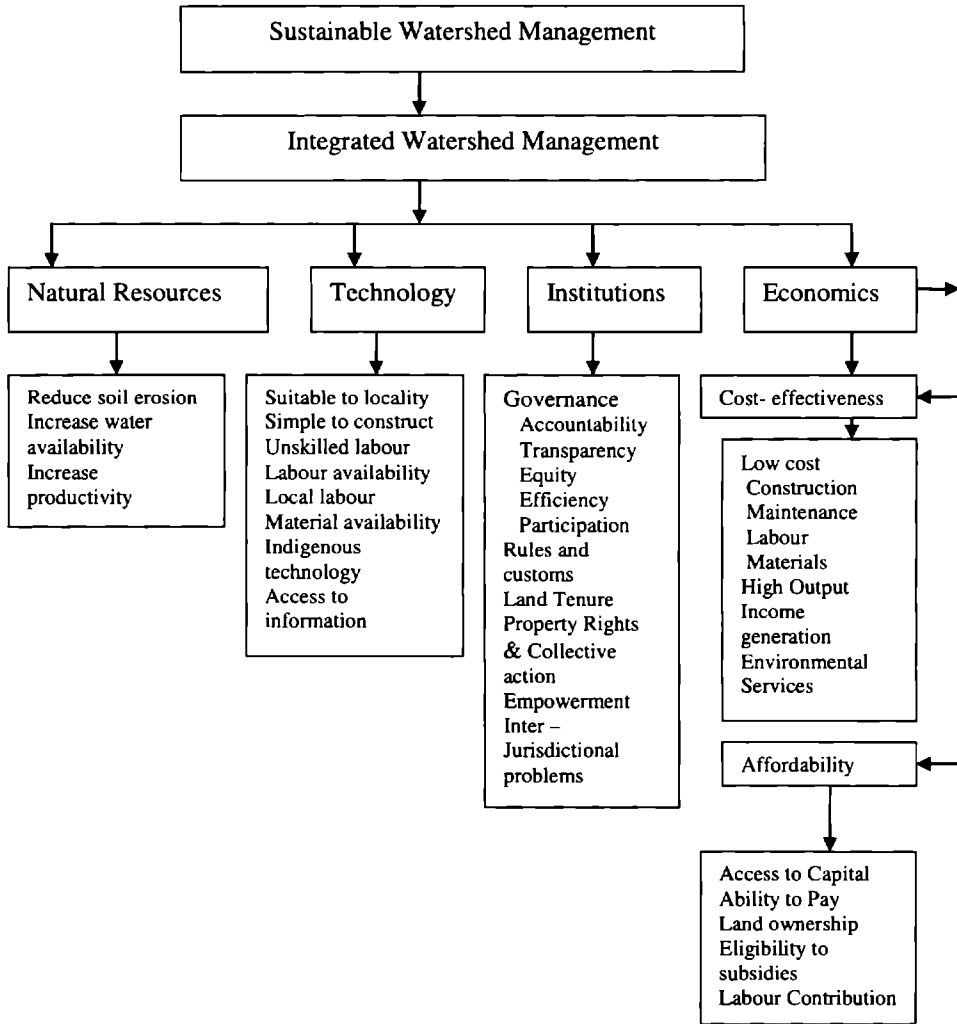 Sustainable Watershed Management
Integrated Watershed Management
Natural Resources
Technology
Institutions
Economics
Reduce soil erosion
Increase water
availability
Increase
productivity
Suitable to locality
Simple to construct
Unskilled labour
Labour availability
Local labour
Material availability
Indigenous
technology
Access to
information
Governance
Accountability
Transparency
Equity
Efficiency
Participation
Rules and
customs
Land Tenure
Property Rights
& Collective
action
Empowerment
Inter –
Jurisdictional
problems
Cost- effectiveness
Low cost
Construction
Maintenance
Labour
Materials
High Output
Income
generation
Environmental
Services
Affordability
Access to Capital
Ability to Pay
Land ownership
Eligibility to
subsidies
Labour Contribution